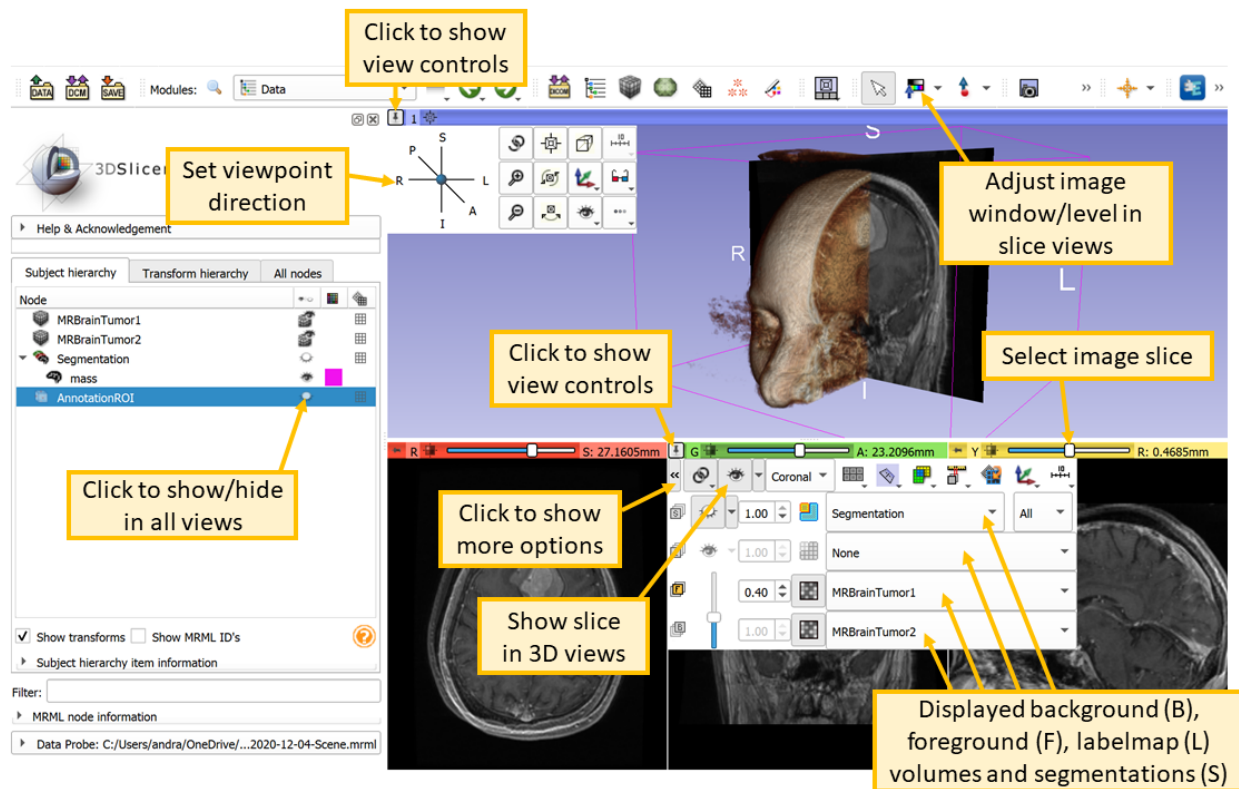 Click to show
view controls
DATA DCM SAVE Modules: Data DICOM » »
1
S
P
R L
A
I
10
3DSlicer
Set viewpoint
direction
S
R
L
I
Adjust image
window/level in
slice views
Help & Acknowledgement
Subject hierarchy Transform hierarchy All nodes
Node
MRBrainTumor1
MRBrainTumor2
Segmentation
mass
AnnotationROI
Click to show
view controls
Select image slice
R S: 27.1605mm G A: 23.2096mm Y R: 0.4685mm
« Coronal 10
S 1.00 Segmentation All
1.00 None
F 0.40 MRBrainTumor1
B 1.00 MRBrainTumor2
Click to show/hide
in all views
Click to show
more options
Show slice
in 3D views
Show transforms Show MRML ID's ?
Subject hierarchy item information
Filter:
MRML node information
Data Probe: C:/Users/andra/OneDrive/...2020-12-04-Scene.mrml
Displayed background (B),
foreground (F), labelmap (L)
volumes and segmentations (S)